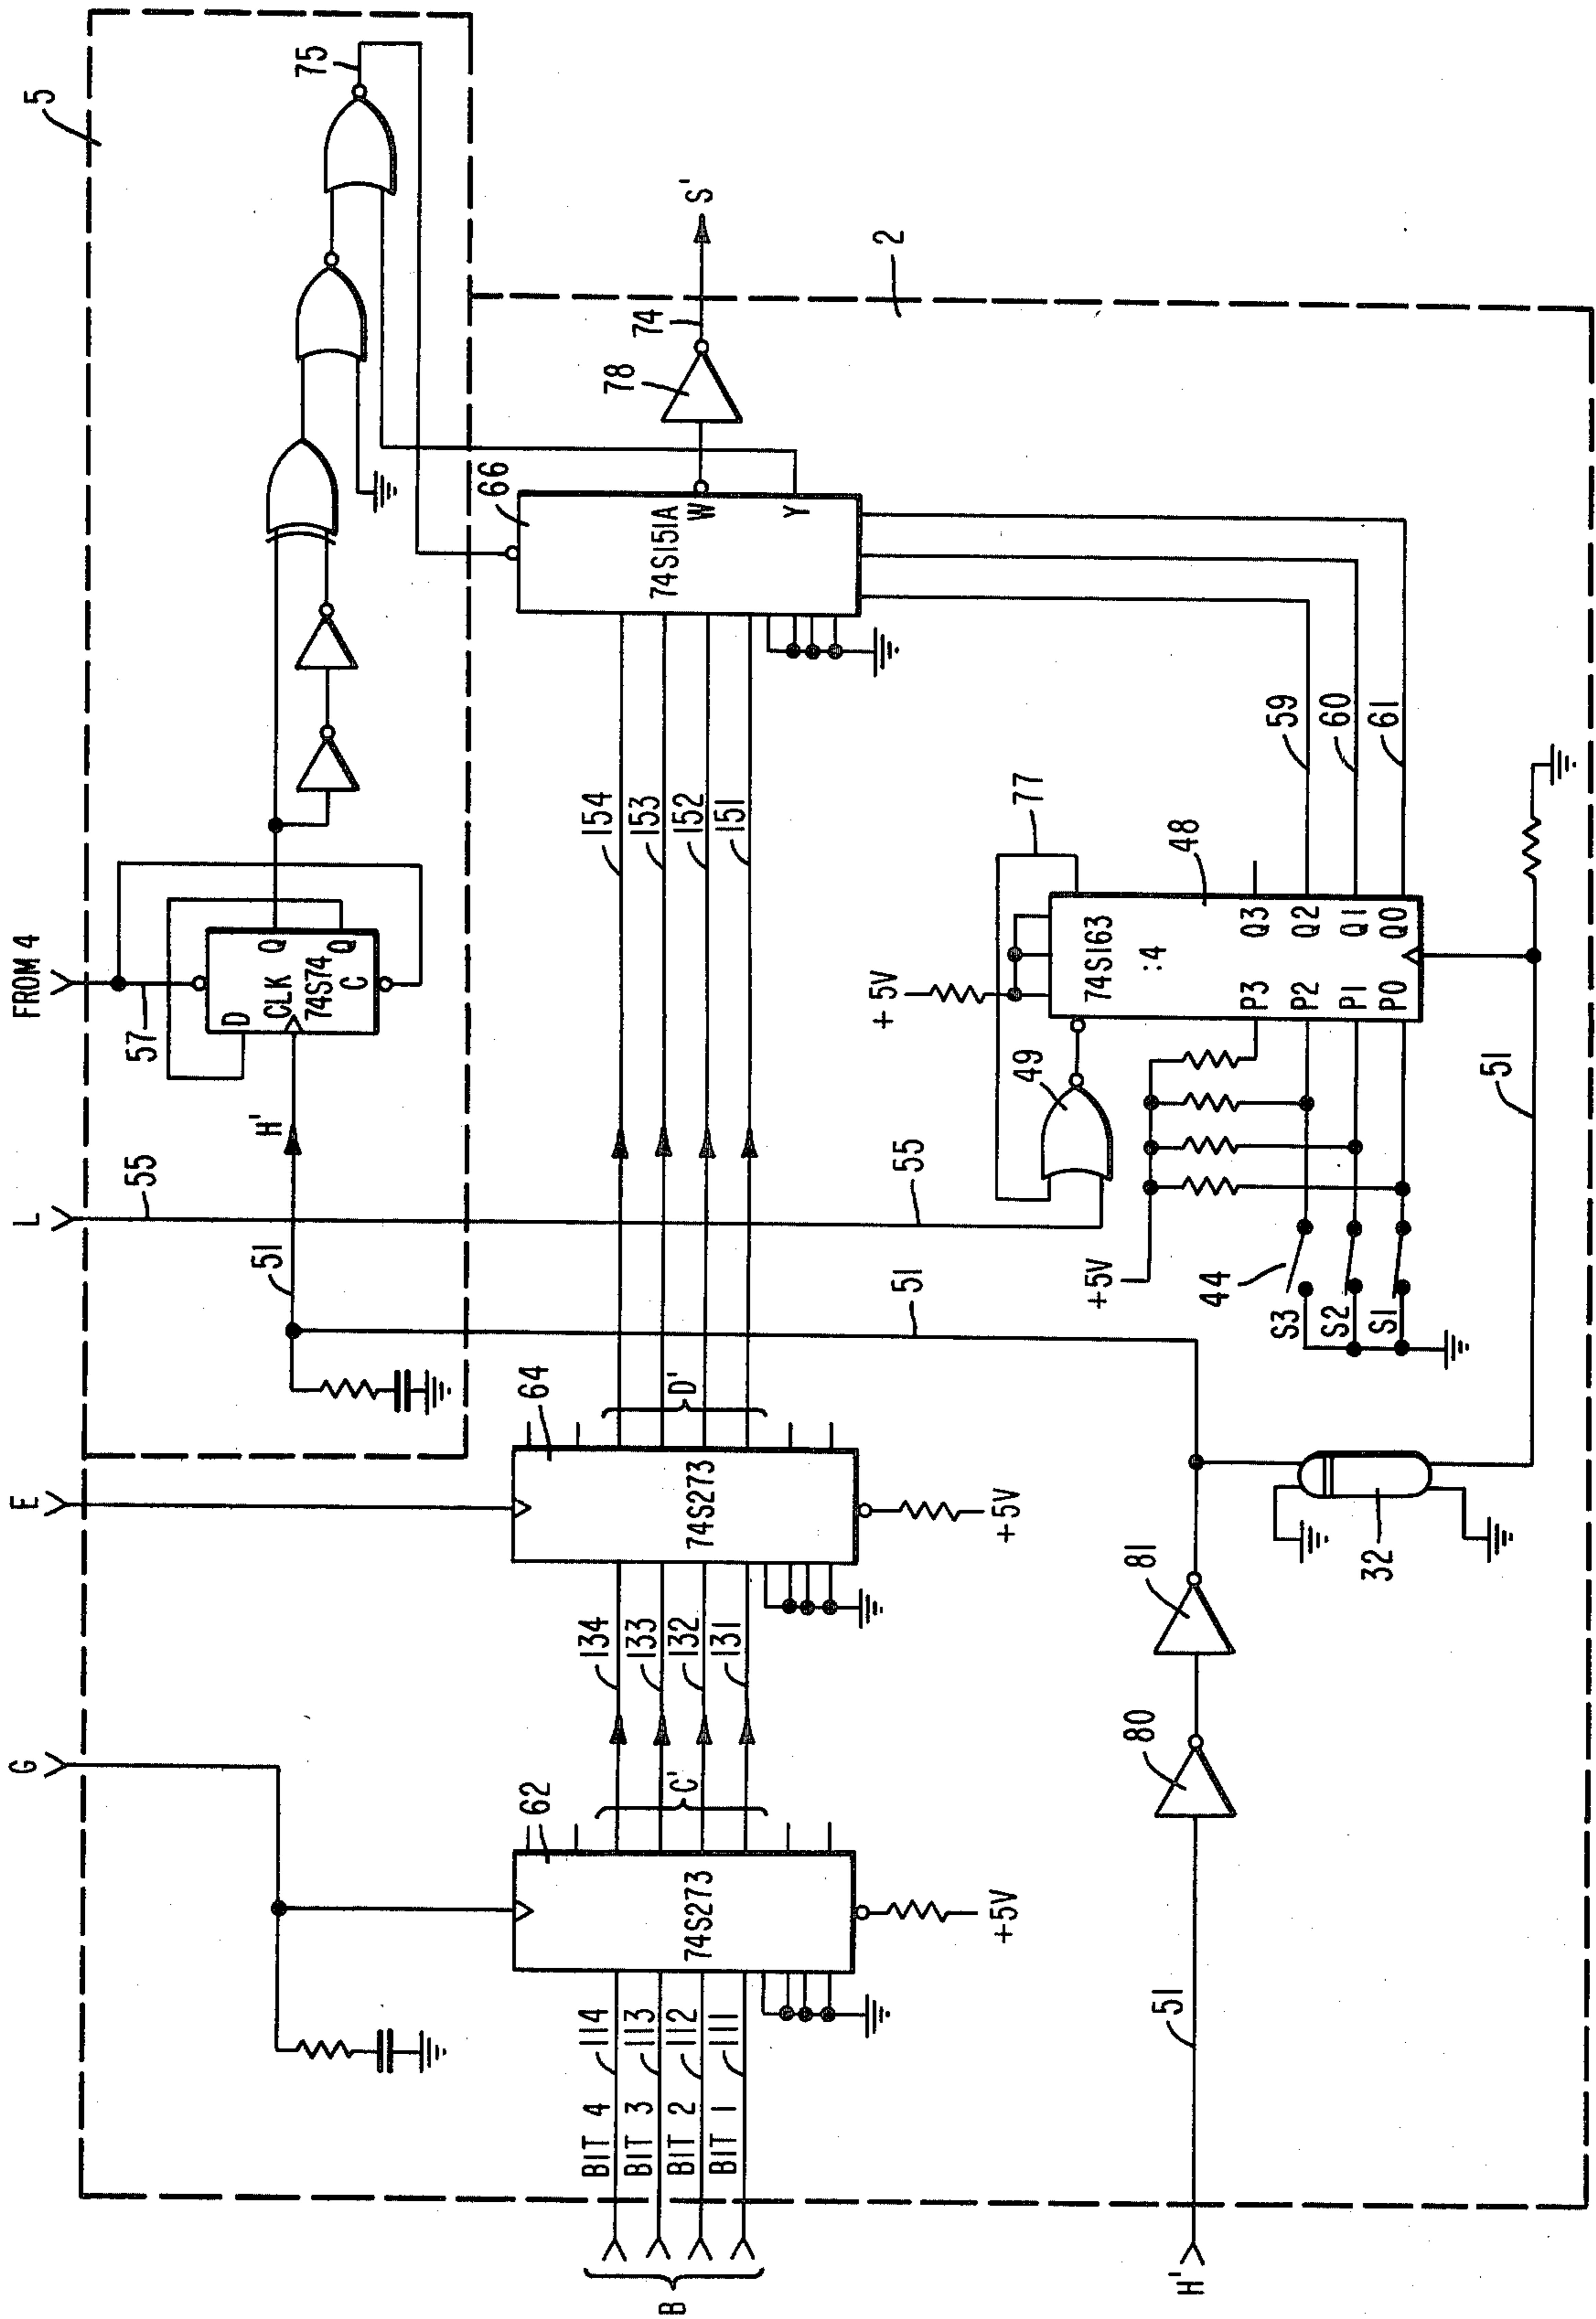 FROM 4
5
L
E
G
57
D
CLK
74S74
Q
Q
C
75
H'
55
51
66
74S151A
W
Y
78
74
S'
2
154
153
152
151
64
D'
74S273
+5V
134
133
132
131
62
C'
74S273
+5V
BIT 4
114
BIT 3
113
BIT 2
112
BIT 1
111
B
55
51
49
77
+5V
74S163
:4
48
P3
P2
P1
P0
Q3
Q2
Q1
Q0
59
60
61
+5V
44
S3
S2
S1
51
32
81
80
51
H'